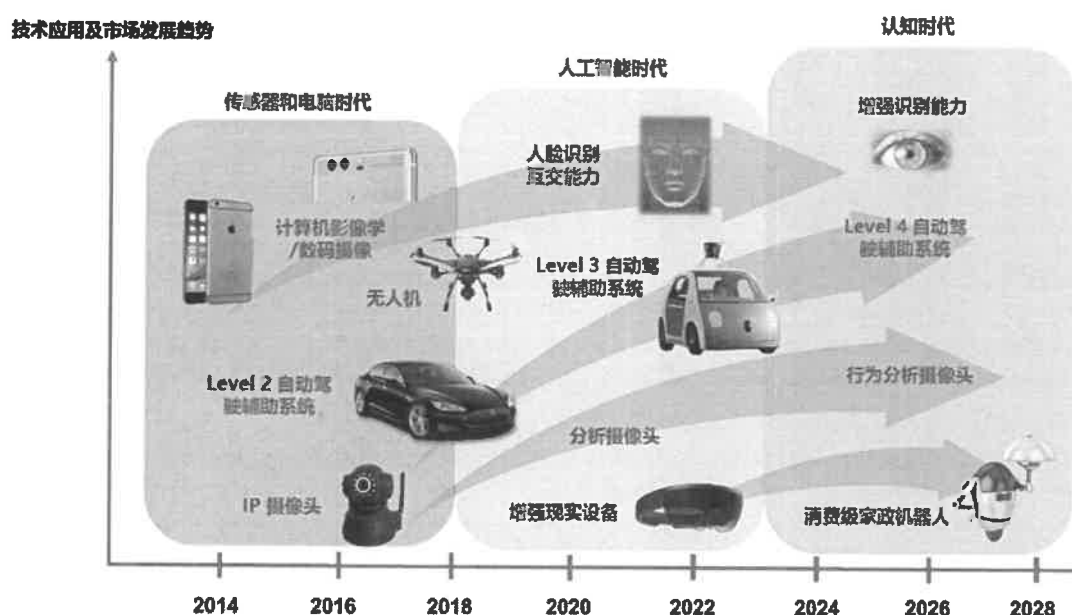 技术应用及市场发展趋势
认知时代
人工智能时代
传感器和电脑时代
增强识别能力
人脸识别
互交能力
计算机影像学
/数码摄像
Level 4 自动驾
驶辅助系统
Level 3 自动驾
驶辅助系统
无人机
Level 2 自动驾
驶辅助系统
行为分析摄像头
分析摄像头
IP 摄像头
增强现实设备
消费级家政机器人
2014 2016 2018 2020 2022 2024 2026 2028